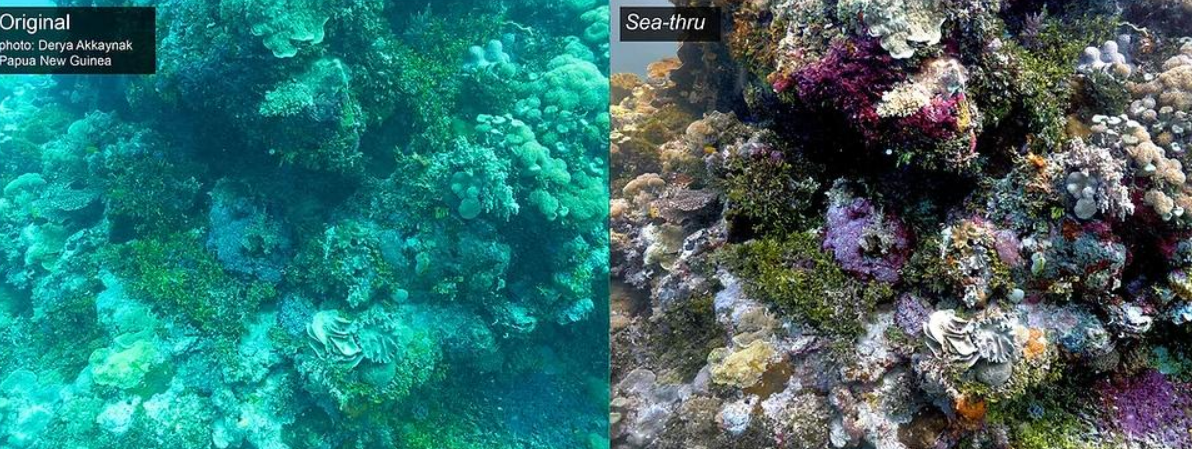 Original
photo: Derya Akkaynak
Papua New Guinea
Sea-thru